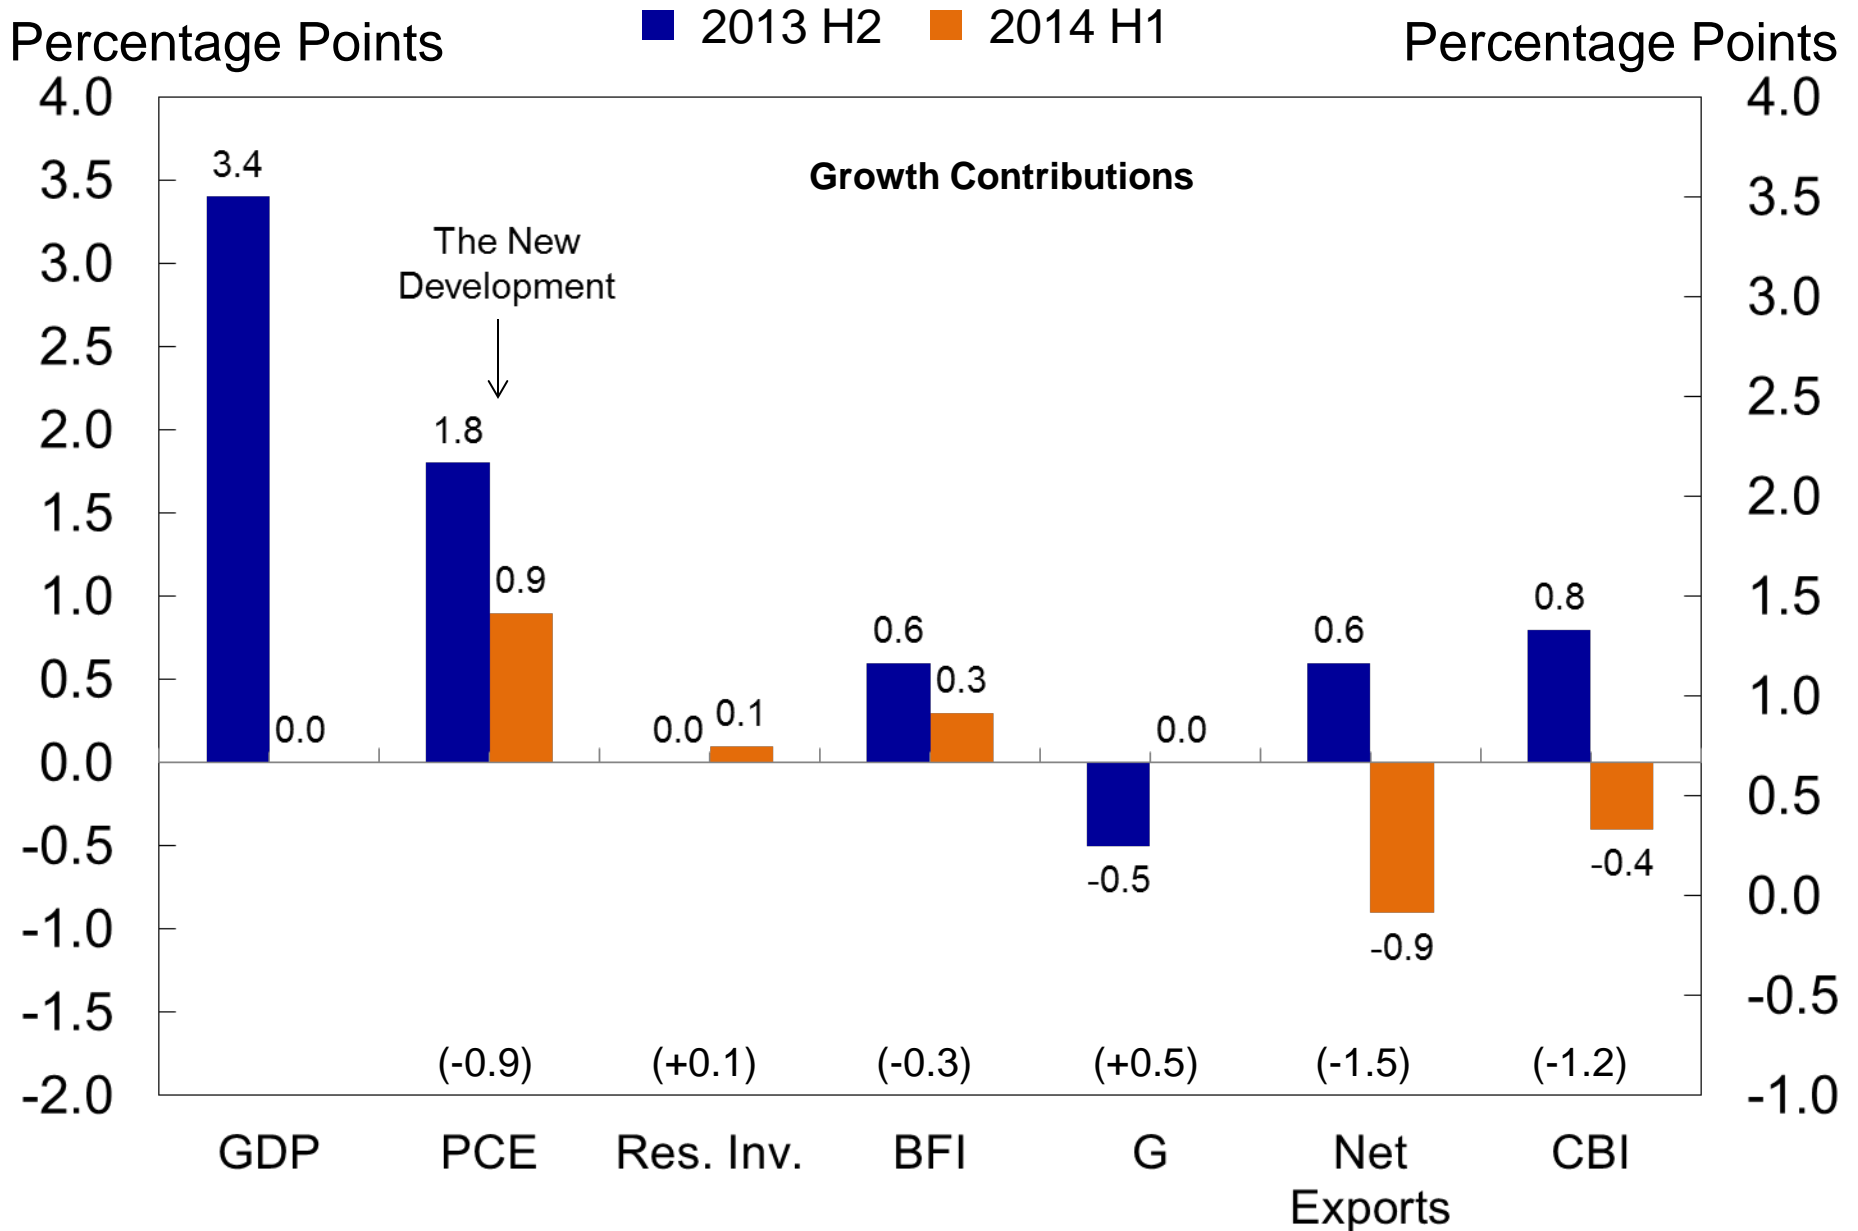 2013 H2 2014 H1
Percentage Points Percentage Points
4.0 4.0
3.4
3.5 3.5
Growth Contributions
The New
Development
3.0 3.0
2.5 2.5
2.0 2.0
1.8
1.5 1.5
1.0 1.0
0.9
0.6 0.6 0.8
0.5 0.5
0.3
0.0 0.0 0.1 0.0
0.0 0.0
-0.5 -0.5
-0.5 -0.4
-0.9
-1.0
-1.5
(-0.9) (+0.1) (-0.3) (+0.5) (-1.5) (-1.2)
-2.0 -1.0
GDP PCE Res. Inv. BFI G Net CBI
Exports